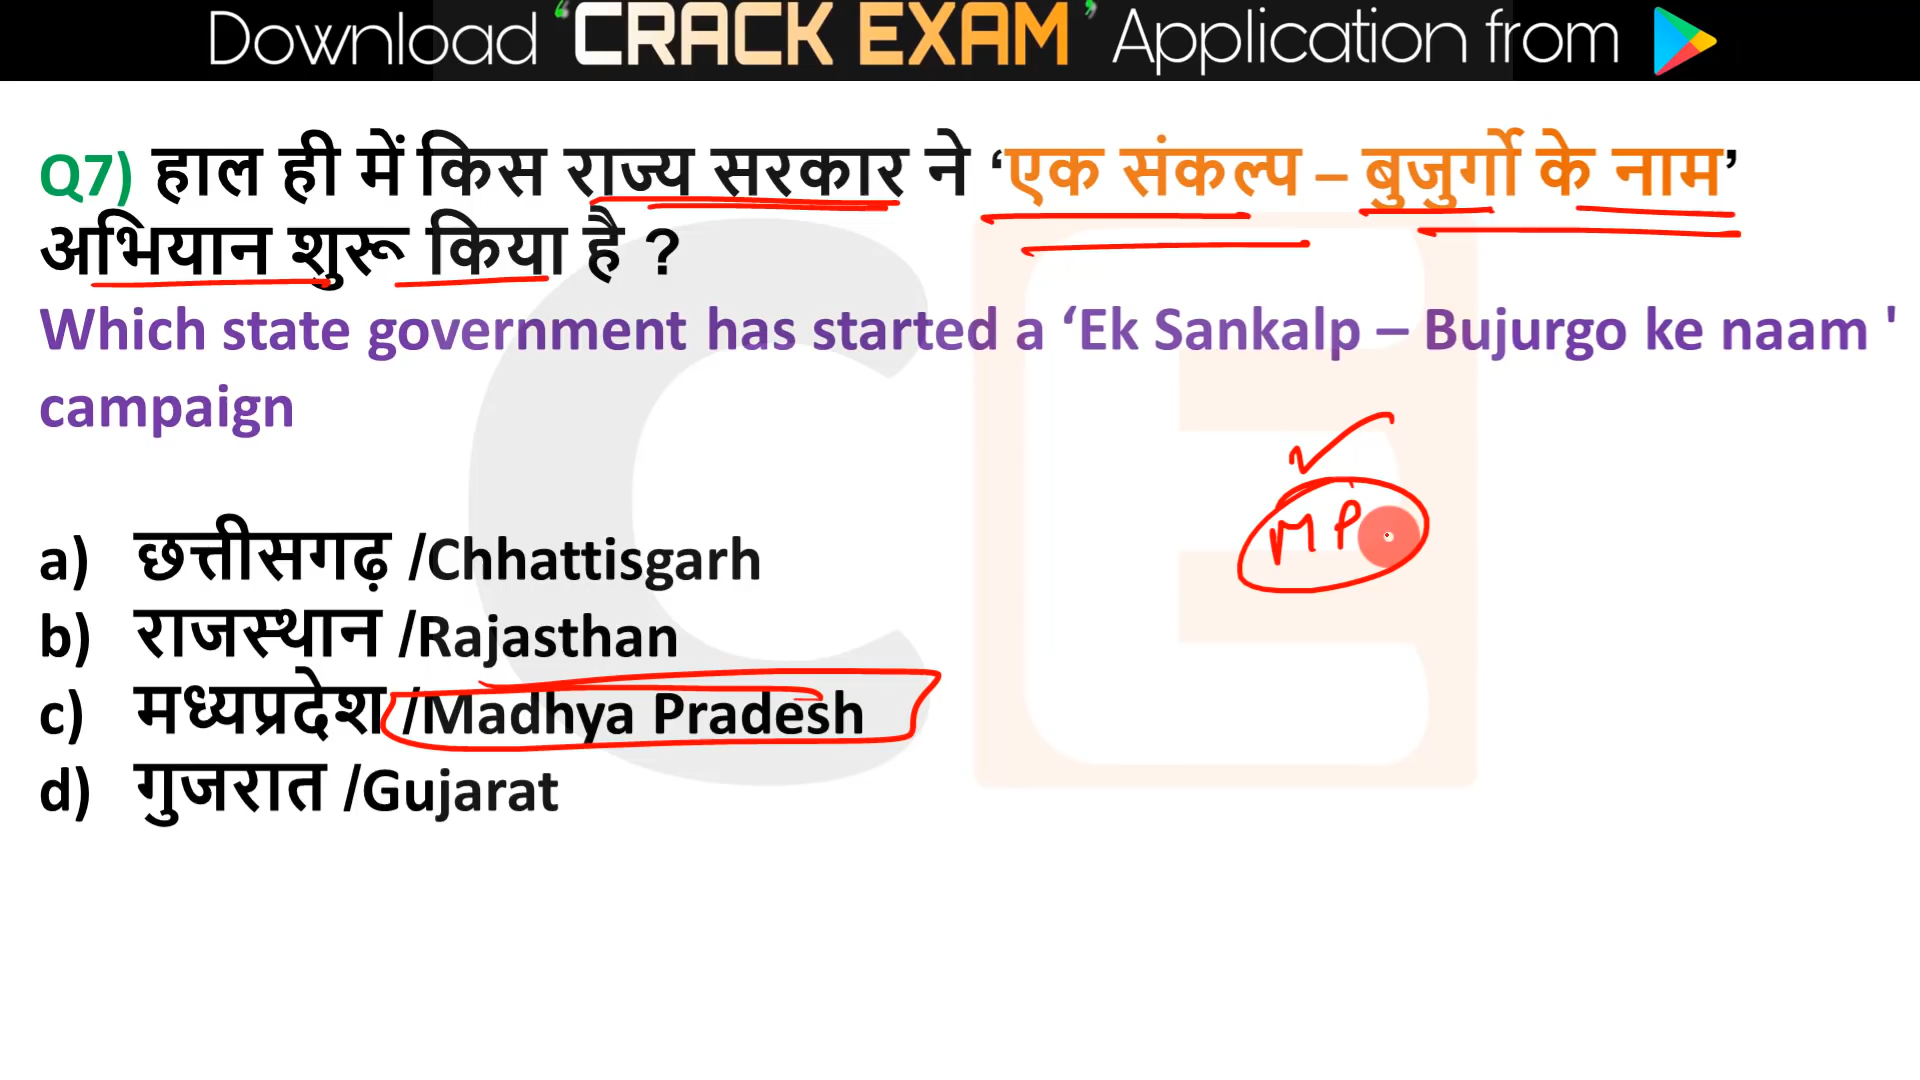 Download ‘CRACK EXAM’ Application from
Q7) हाल ही में किस राज्य सरकार ने ‘एक संकल्प – बुजुर्गो के नाम’
अभियान शुरू किया है ?
Which state government has started a ‘Ek Sankalp – Bujurgo ke naam '
campaign
MP
a) छत्तीसगढ़ /Chhattisgarh
b) राजस्थान /Rajasthan
c) मध्यप्रदेश /Madhya Pradesh
d) गुजरात /Gujarat